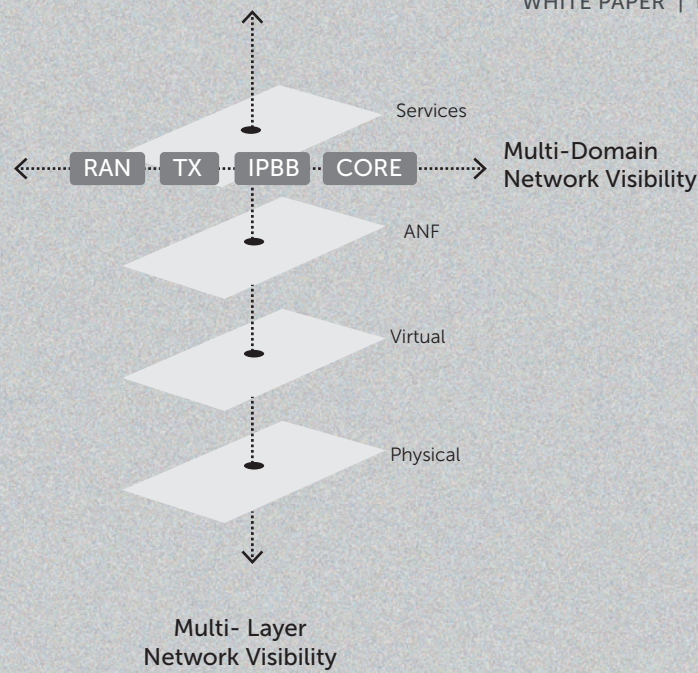 WHITE PAPER |
Services
RAN TX IPBB CORE
Multi-Domain
Network Visibility
ANF
Virtual
Physical
Multi- Layer
Network Visibility